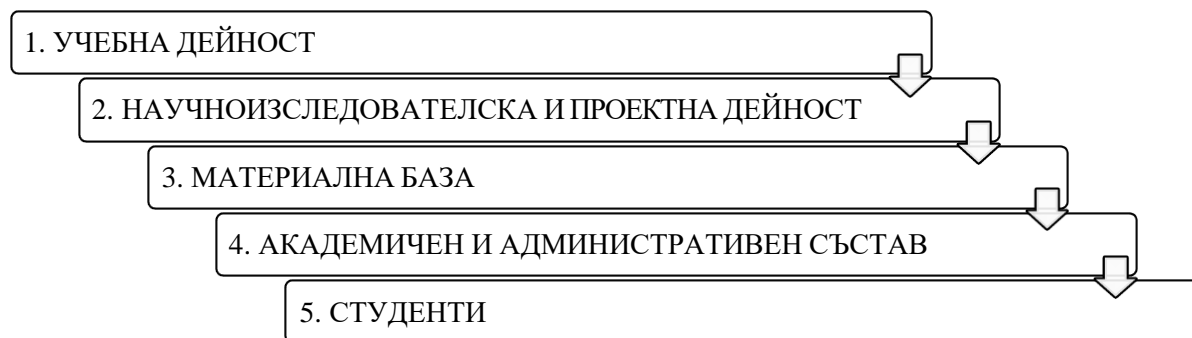 1. УЧЕБНА ДЕЙНОСТ
2. НАУЧНОИЗСЛЕДОВАТЕЛСКА И ПРОЕКТНА ДЕЙНОСТ
3. МАТЕРИАЛНА БАЗА
4. АКАДЕМИЧЕН И АДМИНИСТРАТИВЕН СЪСТАВ
5. СТУДЕНТИ